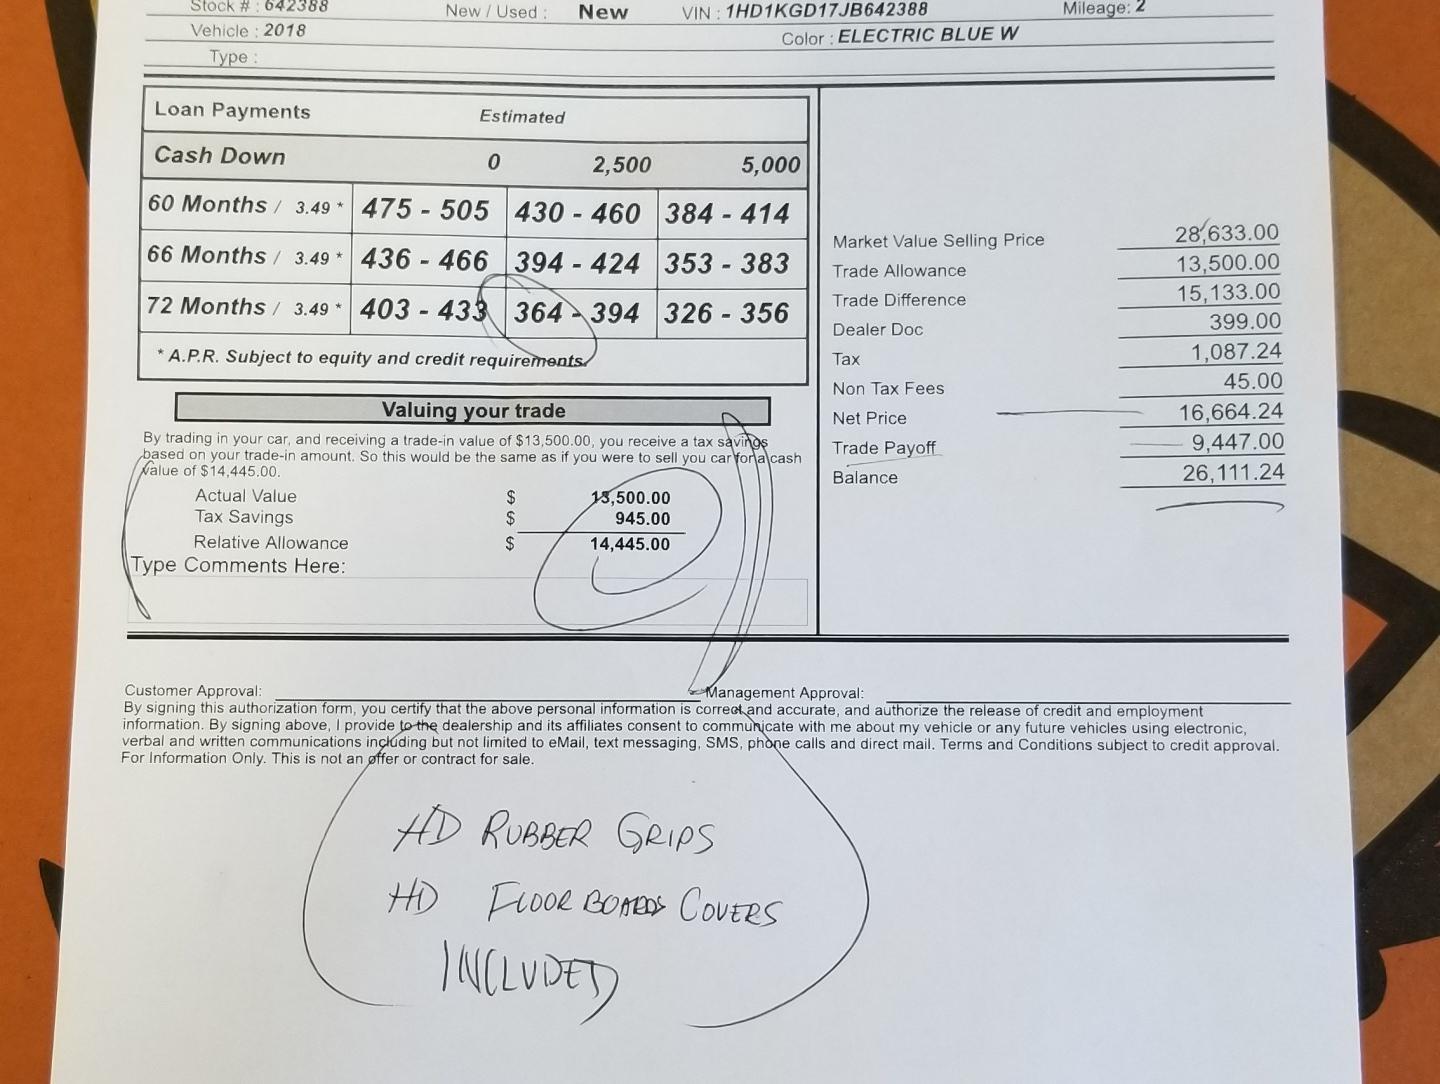 Stock # : 642388 New / Used : New VIN : 1HD1KGD17JB642388 Mileage: 2
Vehicle : 2018 Color : ELECTRIC BLUE W
Type :
Loan Payments Estimated
Cash Down 0 2,500 5,000
60 Months / 3.49 * 475 - 505 430 - 460 384 - 414
66 Months / 3.49 * 436 - 466 394 - 424 353 - 383
72 Months / 3.49 * 403 - 433 364 - 394 326 - 356
* A.P.R. Subject to equity and credit requirements.
Valuing your trade
By trading in your car, and receiving a trade-in value of $13,500.00, you receive a tax savings
based on your trade-in amount. So this would be the same as if you were to sell you car for a cash
value of $14,445.00.
Actual Value $ 13,500.00
Tax Savings $ 945.00
Relative Allowance $ 14,445.00
Type Comments Here:
Market Value Selling Price 28,633.00
Trade Allowance 13,500.00
Trade Difference 15,133.00
Dealer Doc 399.00
Tax 1,087.24
Non Tax Fees 45.00
Net Price 16,664.24
Trade Payoff 9,447.00
Balance 26,111.24
Customer Approval: Management Approval:
By signing this authorization form, you certify that the above personal information is correct and accurate, and authorize the release of credit and employment
information. By signing above, I provide to the dealership and its affiliates consent to communicate with me about my vehicle or any future vehicles using electronic,
verbal and written communications including but not limited to eMail, text messaging, SMS, phone calls and direct mail. Terms and Conditions subject to credit approval.
For Information Only. This is not an offer or contract for sale.
HD RUBBER GRIPS
HD FLOOR BOARDS COVERS
INCLUDED